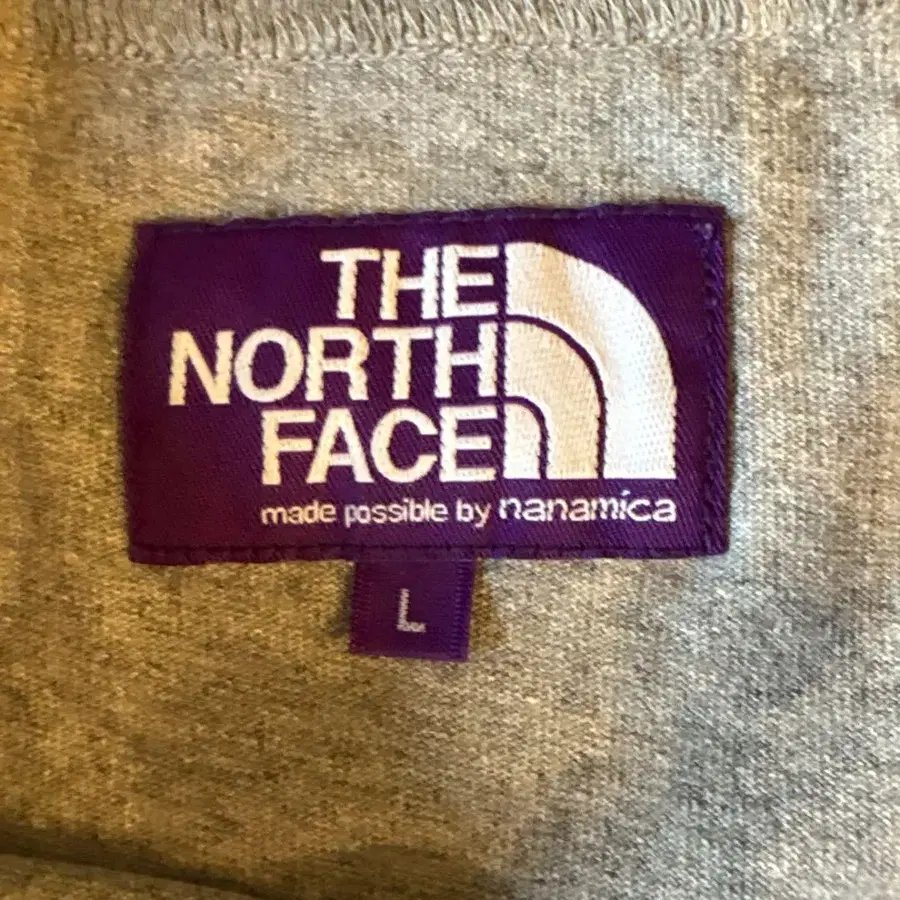 THE
NORTH
FACE
made possible by nanamica
L